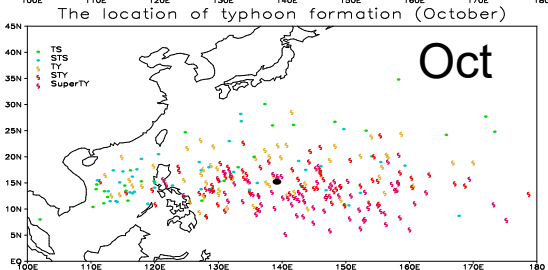 The location of typhoon formation (October)
45N
Oct
TS
STS
TY
STY
SuperTY
40N
35N
30N
25N
20N
15N
10N
5N
EQ
100E 110E 120E 130E 140E 150E 160E 170E 180